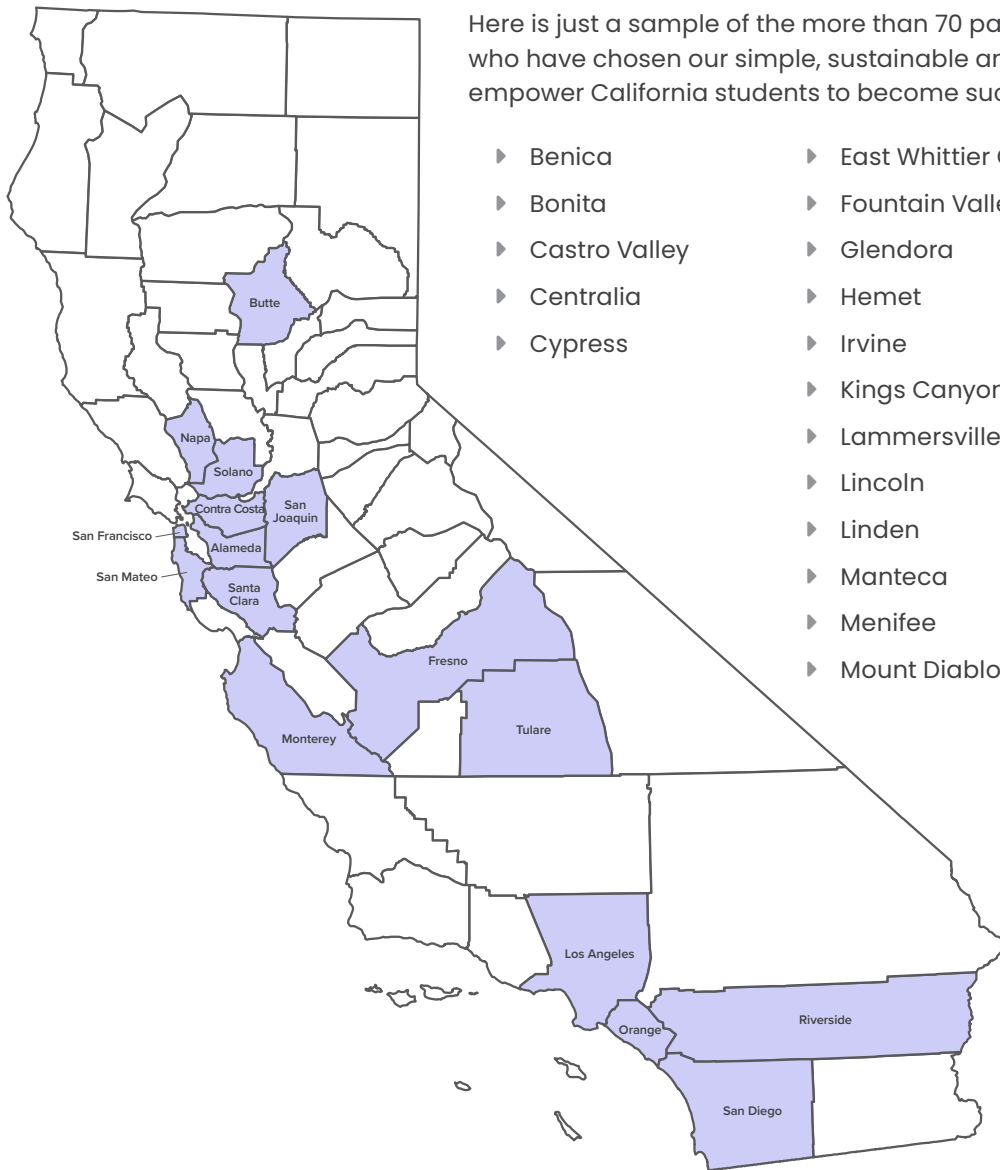 Here is just a sample of the more than 70 pa
who have chosen our simple, sustainable an
empower California students to become suc
Benica
Bonita
Castro Valley
Centralia
Cypress
East Whittier C
Fountain Valle
Glendora
Hemet
Irvine
Kings Canyon
Lammersville
Lincoln
Linden
Manteca
Menifee
Mount Diablo
Butte
Napa
Solano
Contra Costa
San
Joaquin
San Francisco
Alameda
San Mateo
Santa
Clara
Fresno
Monterey
Tulare
Los Angeles
Orange
Riverside
San Diego